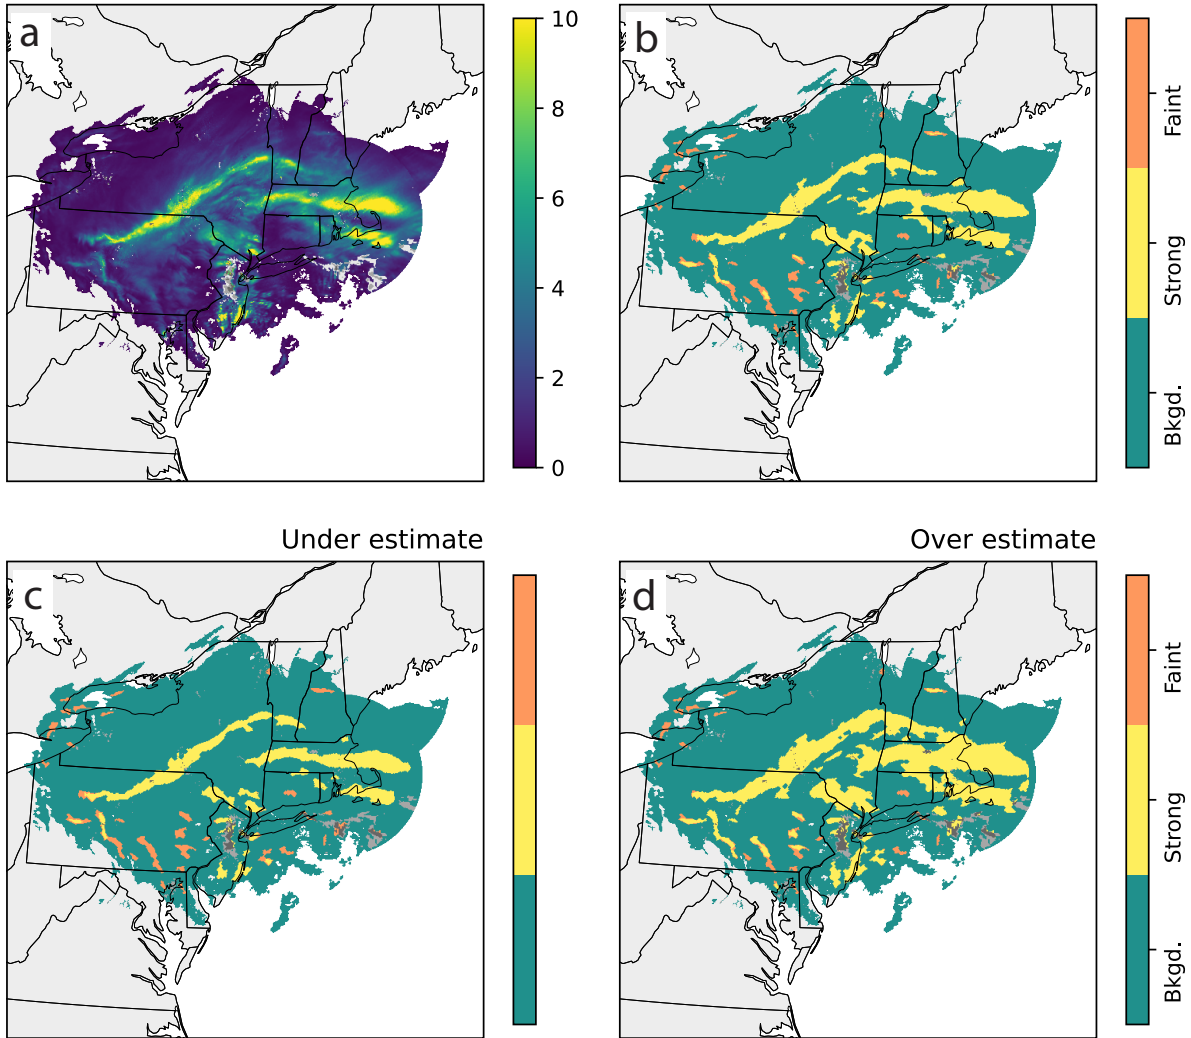 a
10
8
6
4
2
0
b
Faint
Strong
Bkgd.
Under estimate
c
Over estimate
d
Faint
Strong
Bkgd.